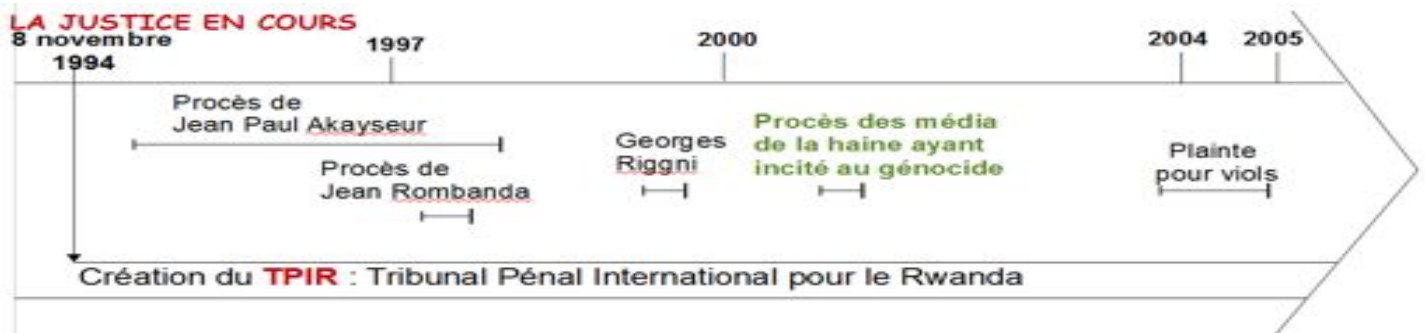 LA JUSTICE EN COURS
8 novembre
1994
1997
2000
2004
2005
Procès de
Jean Paul Akayseur
Procès de
Jean Rombanda
Georges
Riggni
Procès des média
de la haine ayant
incité au génocide
Plainte
pour viols
Création du TPIR : Tribunal Pénal International pour le Rwanda